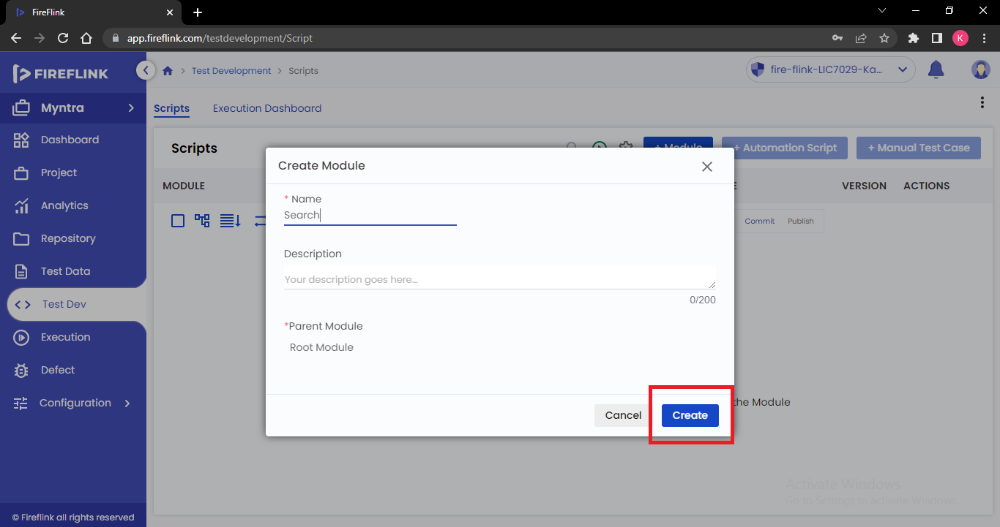 FireFlink
app.fireflink.com/testdevelopment/Script
K
FIREFLINK
Test Development > Scripts
fire-flink-LIC7029-Ka...
Myntra
Dashboard
Project
Analytics
Repository
Test Data
Test Dev
Execution
Defect
Configuration
© Fireflink all rights reserved
Scripts Execution Dashboard
Scripts
+ Module + Automation Script + Manual Test Case
MODULE
VERSION ACTIONS
Commit Publish
Create Module
* Name
Search
Description
Your description goes here...
0/200
*Parent Module
Root Module
the Module
Cancel Create
Activate Windows
Go to Settings to activate Windows.